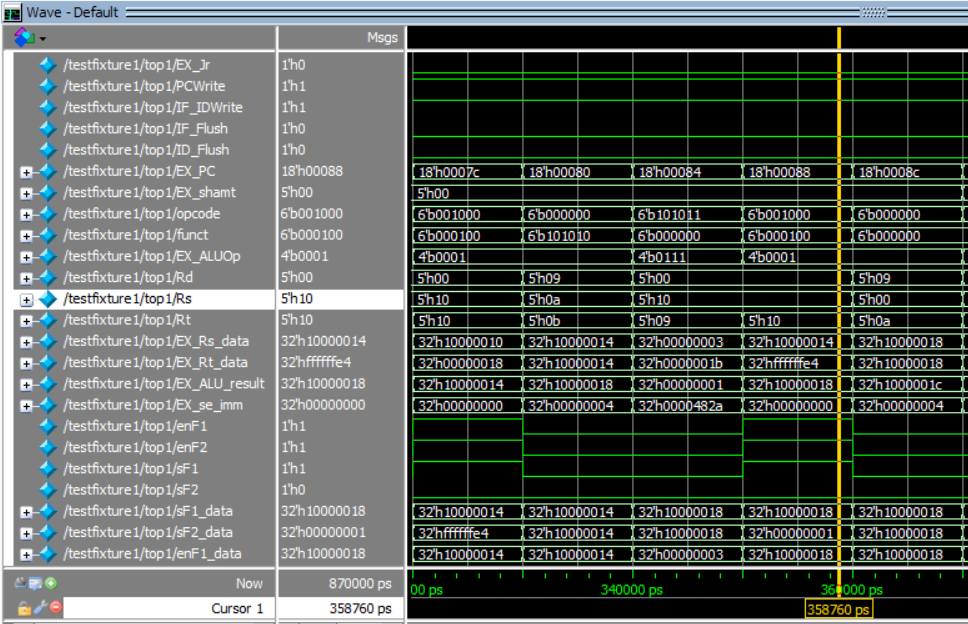 Wave - Default
Msgs
/testfixture1/top1/EX_Jr 1'h0
/testfixture1/top1/PCWrite 1'h1
/testfixture1/top1/IF_IDWrite 1'h1
/testfixture1/top1/IF_Flush 1'h0
/testfixture1/top1/ID_Flush 1'h0
/testfixture1/top1/EX_PC 18'h00088 18'h0007c 18'h00080 18'h00084 18'h00088 18'h0008c
/testfixture1/top1/EX_shamt 5'h00 5'h00
/testfixture1/top1/opcode 6'b001000 6'b001000 6'b000000 6'b101011 6'b001000 6'b000000
/testfixture1/top1/funct 6'b000100 6'b000100 6'b101010 6'b000000 6'b000100 6'b000000
/testfixture1/top1/EX_ALUOp 4'b0001 4'b0001 4'b0111 4'b0001
/testfixture1/top1/Rd 5'h00 5'h00 5'h09 5'h00 5'h09
/testfixture1/top1/Rs 5'h10 5'h10 5'h0a 5'h10 5'h00
/testfixture1/top1/Rt 5'h10 5'h10 5'h0b 5'h09 5'h10 5'h0a
/testfixture1/top1/EX_Rs_data 32'h10000014 32'h10000010 32'h10000014 32'h00000003 32'h10000014 32'h10000018
/testfixture1/top1/EX_Rt_data 32'hffffffe4 32'h00000018 32'h10000014 32'h0000001b 32'hffffffe4 32'h10000018
/testfixture1/top1/EX_ALU_result 32'h10000018 32'h10000014 32'h10000018 32'h00000001 32'h10000018 32'h1000001c
/testfixture1/top1/EX_se_imm 32'h00000000 32'h00000000 32'h00000004 32'h0000482a 32'h00000000 32'h00000004
/testfixture1/top1/enF1 1'h1
/testfixture1/top1/enF2 1'h1
/testfixture1/top1/sF1 1'h1
/testfixture1/top1/sF2 1'h0
/testfixture1/top1/sF1_data 32'h10000018 32'h10000014 32'h10000014 32'h10000018 32'h10000018 32'h10000018
/testfixture1/top1/sF2_data 32'h00000001 32'hffffffe4 32'h10000014 32'h10000018 32'h00000001 32'h10000018
/testfixture1/top1/enF1_data 32'h10000018 32'h10000014 32'h10000014 32'h00000003 32'h10000018 32'h10000018
Now 870000 ps 00 ps 340000 ps 360000 ps
Cursor 1 358760 ps 358760 ps